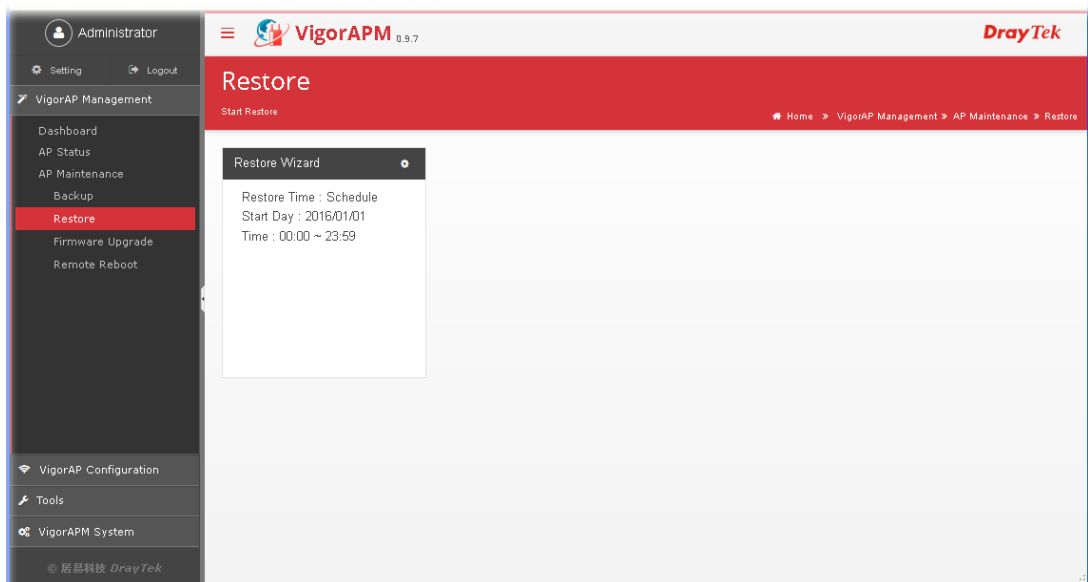 Administrator
Setting
Logout
VigorAP Management
Dashboard
AP Status
AP Maintenance
Backup
Restore
Firmware Upgrade
Remote Reboot
VigorAP Configuration
Tools
VigorAPM System
© 居易科技 DrayTek
VigorAPM 0.9.7
DrayTek
Restore
Start Restore
Home » VigorAP Management » AP Maintenance » Restore
Restore Wizard
Restore Time : Schedule
Start Day : 2016/01/01
Time : 00:00 ~ 23:59